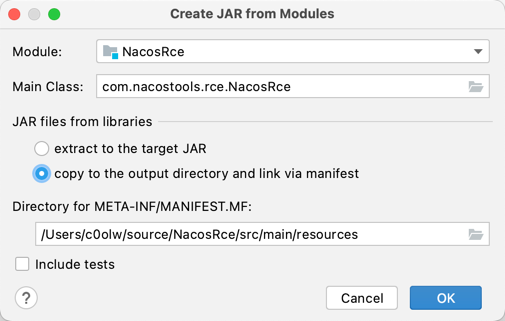 Create JAR from Modules
Module: NacosRce
Main Class: com.nacostools.rce.NacosRce
JAR files from libraries
extract to the target JAR
copy to the output directory and link via manifest
Directory for META-INF/MANIFEST.MF:
/Users/c0olw/source/NacosRce/src/main/resources
Include tests
? Cancel OK